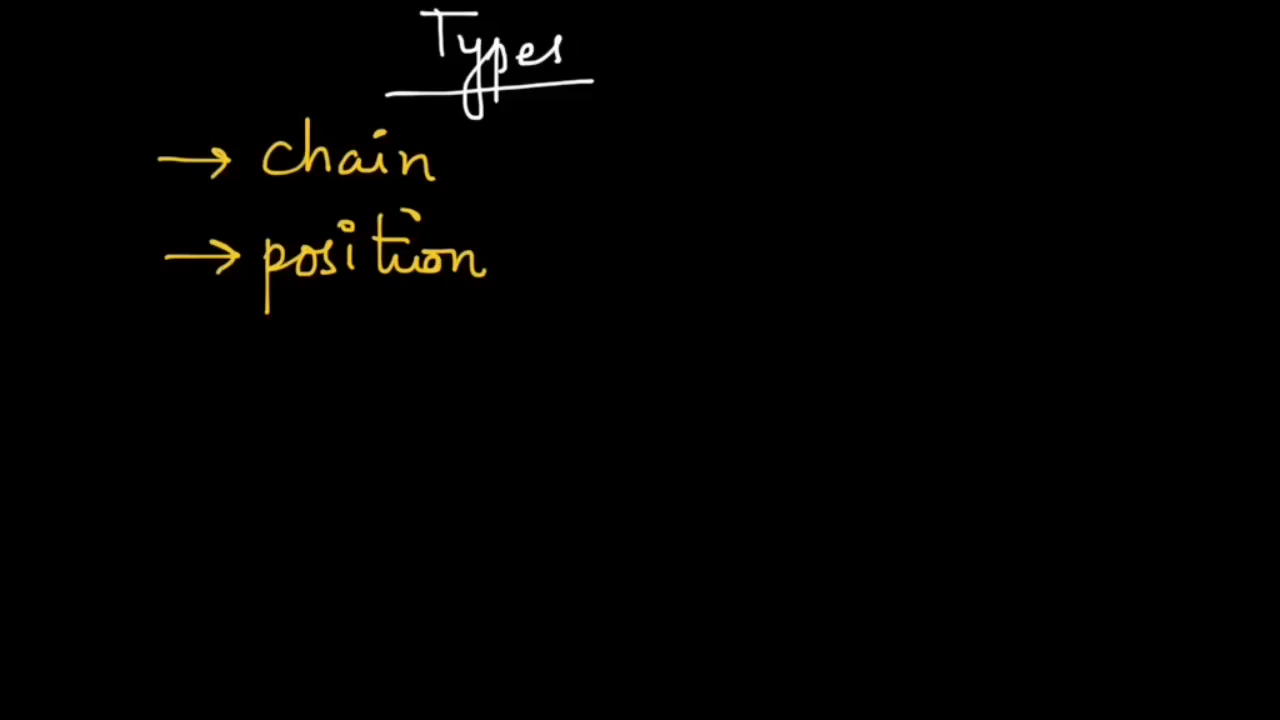 Types
→ chain
→ position